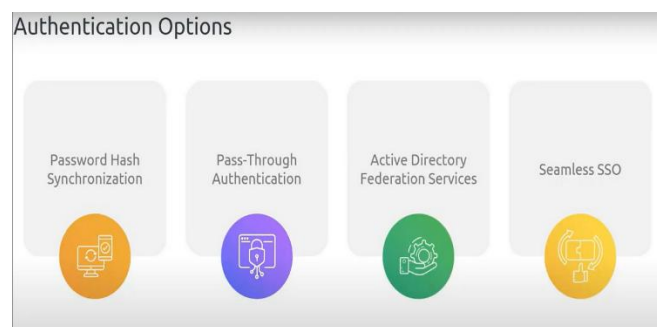 Authentication Options
Password Hash
Synchronization
Pass-Through
Authentication
Active Directory
Federation Services
Seamless SSO